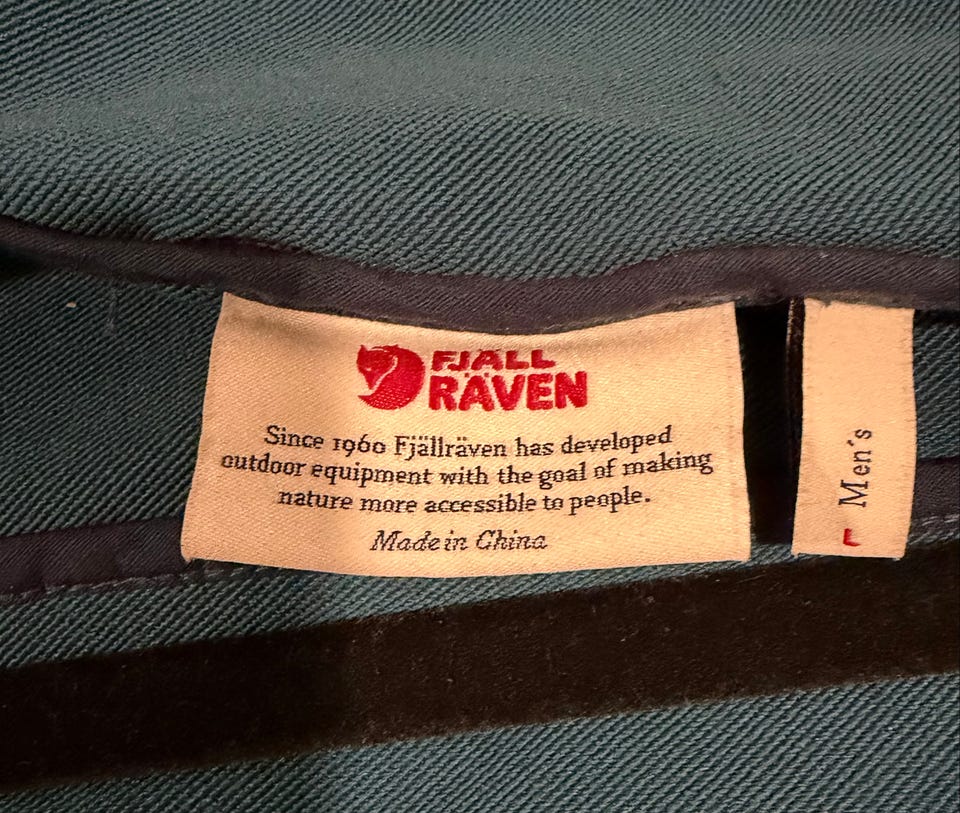 FJÄLL
RÄVEN
Since 1960 Fjällräven has developed
outdoor equipment with the goal of making
nature more accessible to people.
Made in China
Men's
L